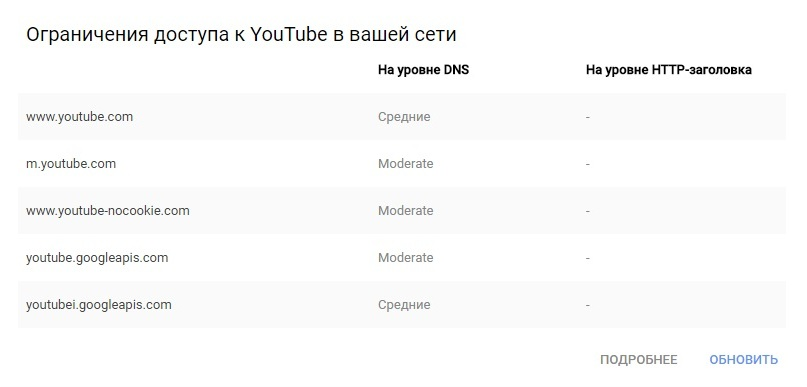 Ограничения доступа к YouTube в вашей сети
На уровне DNS На уровне HTTP-заголовка
www.youtube.com Средние -
m.youtube.com Moderate -
www.youtube-nocookie.com Moderate -
youtube.googleapis.com Moderate -
youtubei.googleapis.com Средние -
ПОДРОБНЕЕ ОБНОВИТЬ